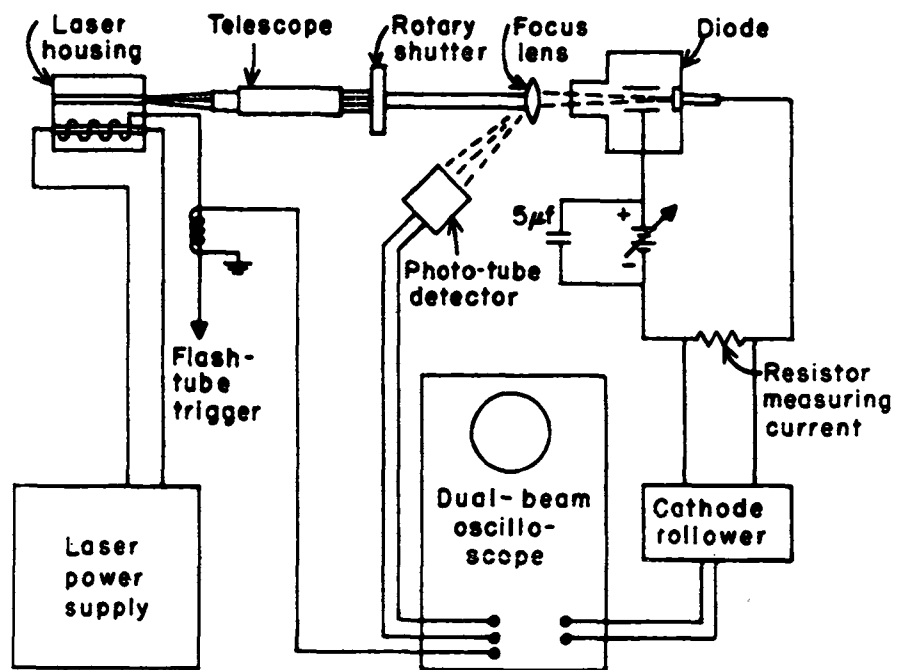 Laser
housing
Telescope
Rotary
shutter
Focus
lens
Diode
5μf
+
-
Photo-tube
detector
Flash-
tube
trigger
Resistor
measuring
current
Dual-beam
oscillo-
scope
Cathode
rollower
Laser
power
supply